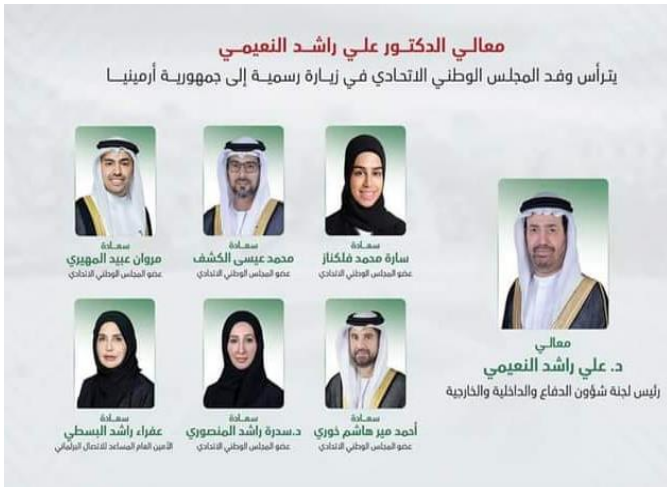 معالي الدكتور علي راشد النعيمي
يترأس وفد المجلس الوطني الاتحادي في زيارة رسمية إلى جمهورية أرمينيا
سعادة
سارة محمد فلكناز
عضو المجلس الوطني الاتحادي
سعادة
محمد عيسى الكشف
عضو المجلس الوطني الاتحادي
سعادة
مروان عبيد المهيري
عضو المجلس الوطني الاتحادي
معالي
د. علي راشد النعيمي
رئيس لجنة شؤون الدفاع والداخلية والخارجية
سعادة
أحمد مير هاشم خوري
عضو المجلس الوطني الاتحادي
سعادة
د.سدرة راشد المنصوري
عضو المجلس الوطني الاتحادي
سعادة
عفراء راشد البسطي
الأمين العام المساعد للاتصال البرلماني